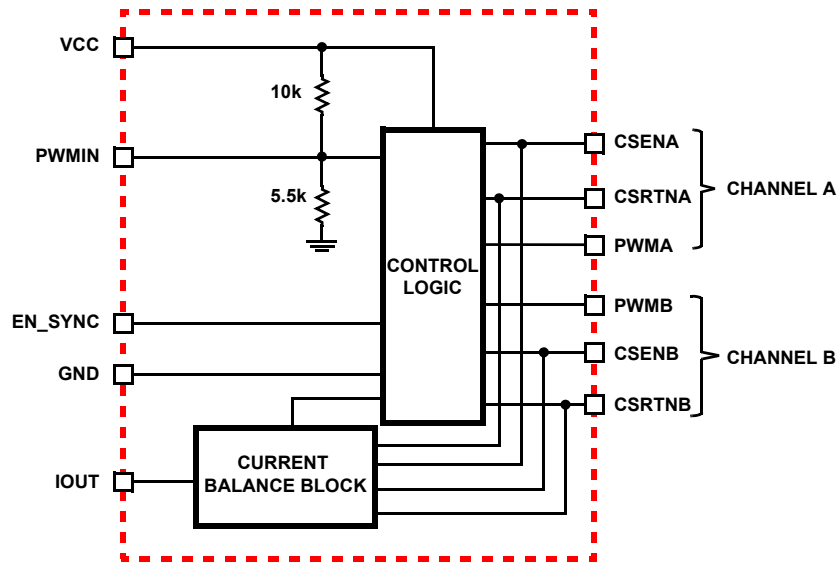 VCC
10k
PWMIN
5.5k
EN_SYNC
GND
IOUT
CONTROL
LOGIC
CURRENT
BALANCE BLOCK
CSENA
CSRTNA
PWMA
CHANNEL A
PWMB
CSENB
CSRTNB
CHANNEL B